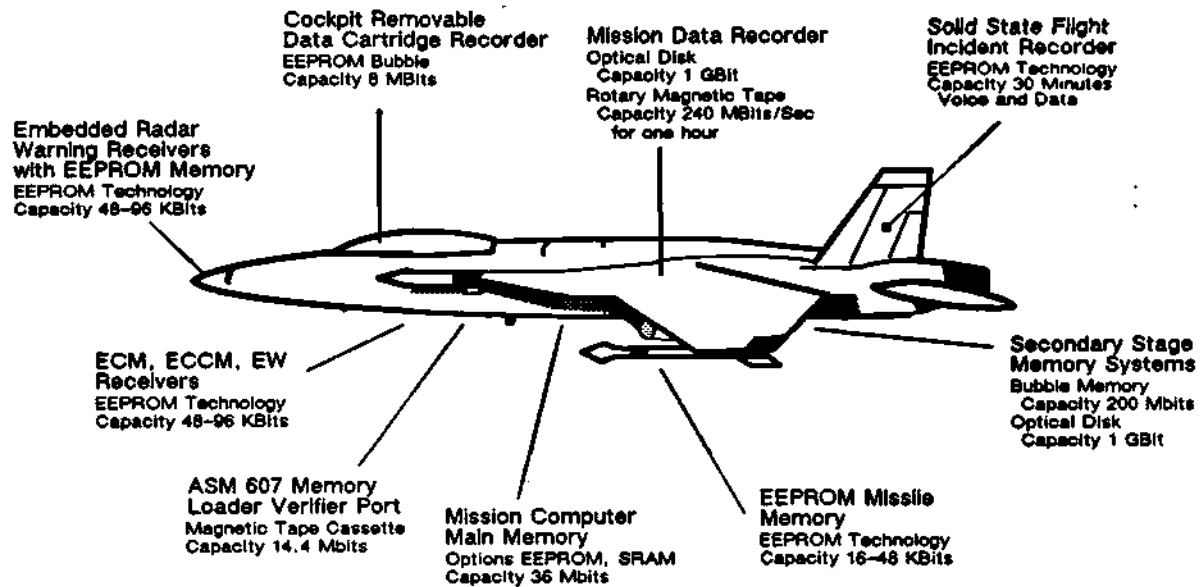 Cockpit Removable
Data Cartridge Recorder
EEPROM Bubble
Capacity 8 MBits
Mission Data Recorder
Optical Disk
Capacity 1 GBit
Rotary Magnetic Tape
Capacity 240 MBits/Sec
for one hour
Solid State Flight
Incident Recorder
EEPROM Technology
Capacity 30 Minutes
Voice and Data
Embedded Radar
Warning Receivers
with EEPROM Memory
EEPROM Technology
Capacity 48-96 KBits
ECM, ECCM, EW
Receivers
EEPROM Technology
Capacity 48-96 KBits
Secondary Stage
Memory Systems
Bubble Memory
Capacity 200 Mbits
Optical Disk
Capacity 1 GBit
ASM 607 Memory
Loader Verifier Port
Magnetic Tape Cassette
Capacity 14.4 Mbits
Mission Computer
Main Memory
Options EEPROM, SRAM
Capacity 36 Mbits
EEPROM Missile
Memory
EEPROM Technology
Capacity 16-48 KBits